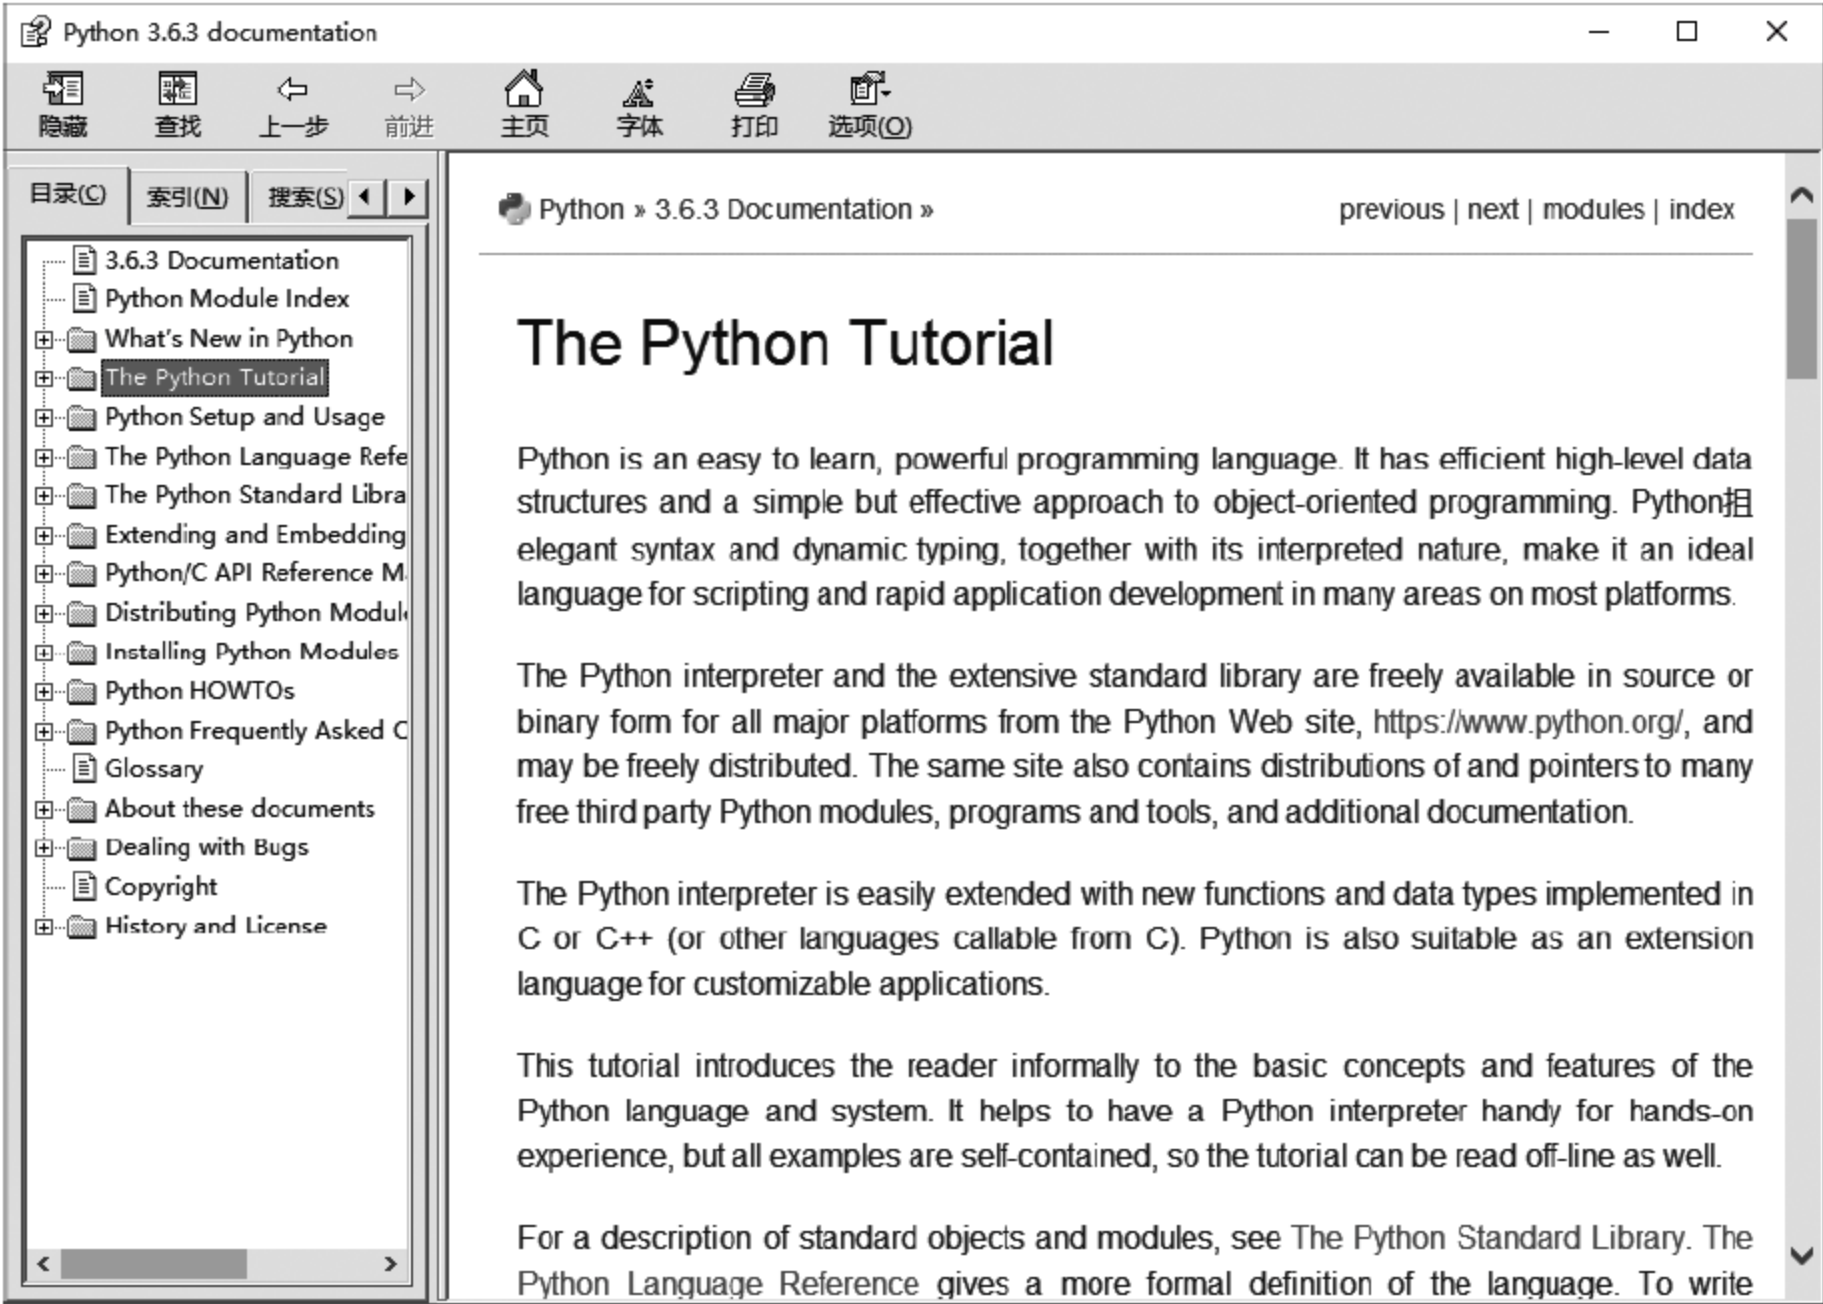 Python 3.6.3 documentation
隐藏 查找 上一步 前进 主页 字体 打印 选项(O)
目录(C) 索引(N) 搜索(S)
3.6.3 Documentation
Python Module Index
What's New in Python
The Python Tutorial
Python Setup and Usage
The Python Language Refe
The Python Standard Libra
Extending and Embedding
Python/C API Reference M
Distributing Python Modul
Installing Python Modules
Python HOWTOs
Python Frequently Asked
Glossary
About these documents
Dealing with Bugs
Copyright
History and License
Python » 3.6.3 Documentation »
previous | next | modules | index
The Python Tutorial
Python is an easy to learn, powerful programming language. It has efficient high-level data
structures and a simple but effective approach to object-oriented programming. Python抯
elegant syntax and dynamic typing, together with its interpreted nature, make it an ideal
language for scripting and rapid application development in many areas on most platforms.
The Python interpreter and the extensive standard library are freely available in source or
binary form for all major platforms from the Python Web site, https://www.python.org/, and
may be freely distributed. The same site also contains distributions of and pointers to many
free third party Python modules, programs and tools, and additional documentation.
The Python interpreter is easily extended with new functions and data types implemented in
C or C++ (or other languages callable from C). Python is also suitable as an extension
language for customizable applications.
This tutorial introduces the reader informally to the basic concepts and features of the
Python language and system. It helps to have a Python interpreter handy for hands-on
experience, but all examples are self-contained, so the tutorial can be read off-line as well.
For a description of standard objects and modules, see The Python Standard Library. The
Python Language Reference gives a more formal definition of the language. To write